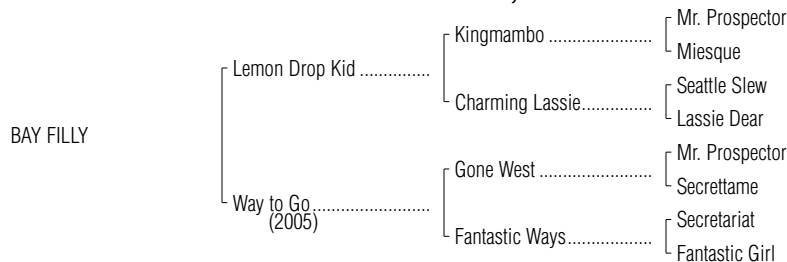 Mr. Prospector
Kingmambo
Miesque
Lemon Drop Kid
Seattle Slew
Charming Lassie
Lassie Dear
BAY FILLY
Mr. Prospector
Gone West
Secrettame
Way to Go
(2005)
Secretariat
Fantastic Ways
Fantastic Girl